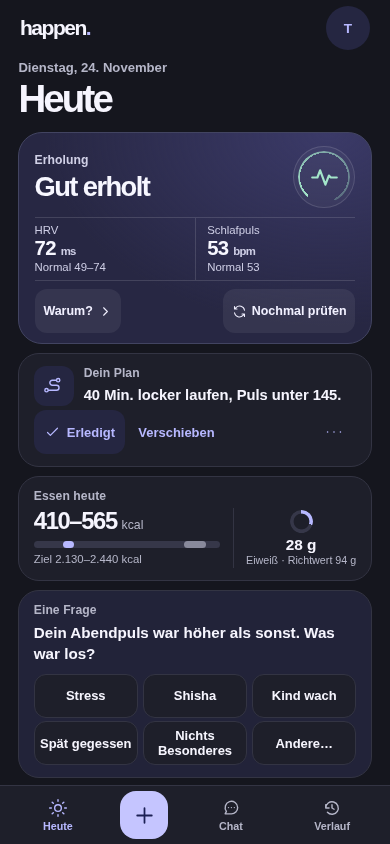 happen.
T
Dienstag, 24. November
Heute
Erholung
Gut erholt
HRV
72 ms
Normal 49–74
Schlafpuls
53 bpm
Normal 53
Warum?
Nochmal prüfen
Dein Plan
40 Min. locker laufen, Puls unter 145.
Erledigt
Verschieben
···
Essen heute
410–565 kcal
Ziel 2.130–2.440 kcal
28 g
Eiweiß · Richtwert 94 g
Eine Frage
Dein Abendpuls war höher als sonst. Was
war los?
Stress
Shisha
Kind wach
Spät gegessen
Nichts
Besonderes
Andere…
Heute
Chat
Verlauf